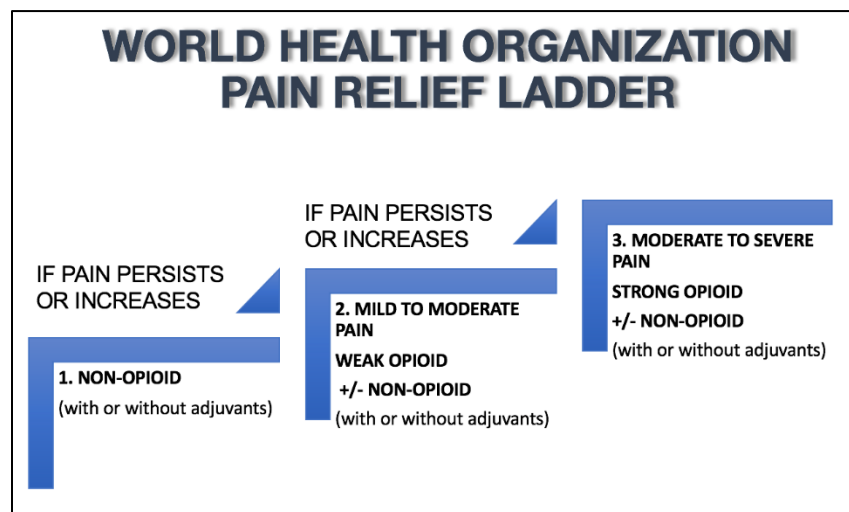 WORLD HEALTH ORGANIZATION
PAIN RELIEF LADDER
IF PAIN PERSISTS
OR INCREASES
1. NON-OPIOID
(with or without adjuvants)
IF PAIN PERSISTS
OR INCREASES
2. MILD TO MODERATE
PAIN
WEAK OPIOID
+/- NON-OPIOID
(with or without adjuvants)
3. MODERATE TO SEVERE
PAIN
STRONG OPIOID
+/- NON-OPIOID
(with or without adjuvants)